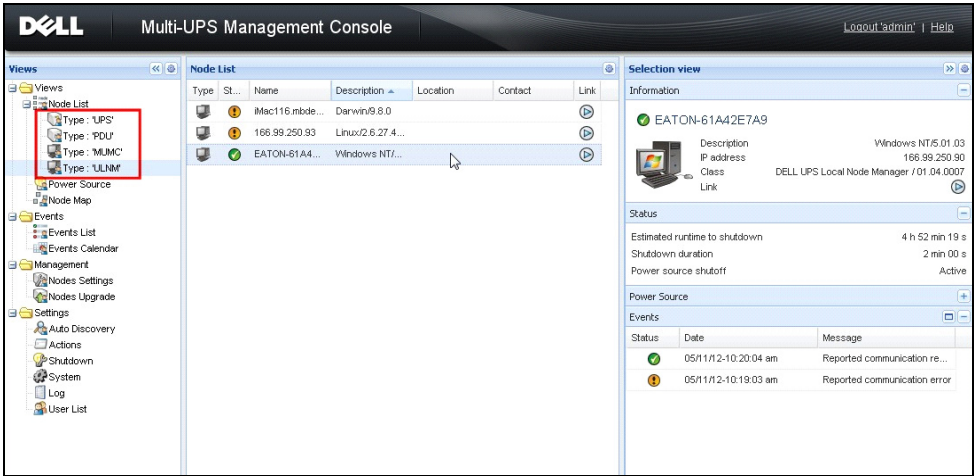 DELL Multi-UPS Management Console Logout 'admin' | Help
Views
Views
Node List
Type : 'UPS'
Type : 'PDU'
Type : 'MUMC'
Type : 'ULNM'
Power Source
Node Map
Events
Events List
Events Calendar
Management
Nodes Settings
Nodes Upgrade
Settings
Auto Discovery
Actions
Shutdown
System
Log
User List
Node List
Type St... Name Description Location Contact Link
iMac116.mbde... Darwin/9.8.0
166.99.250.93 Linux/2.6.27.4...
EATON-61A4... Windows NT/...
Selection view
Information
EATON-61A42E7A9
Description Windows NT/5.01.03
IP address 166.99.250.90
Class DELL UPS Local Node Manager / 01.04.0007
Link
Status
Estimated runtime to shutdown 4 h 52 min 19 s
Shutdown duration 2 min 00 s
Power source shutoff Active
Power Source
Events
Status Date Message
05/11/12-10:20:04 am Reported communication re...
05/11/12-10:19:03 am Reported communication error